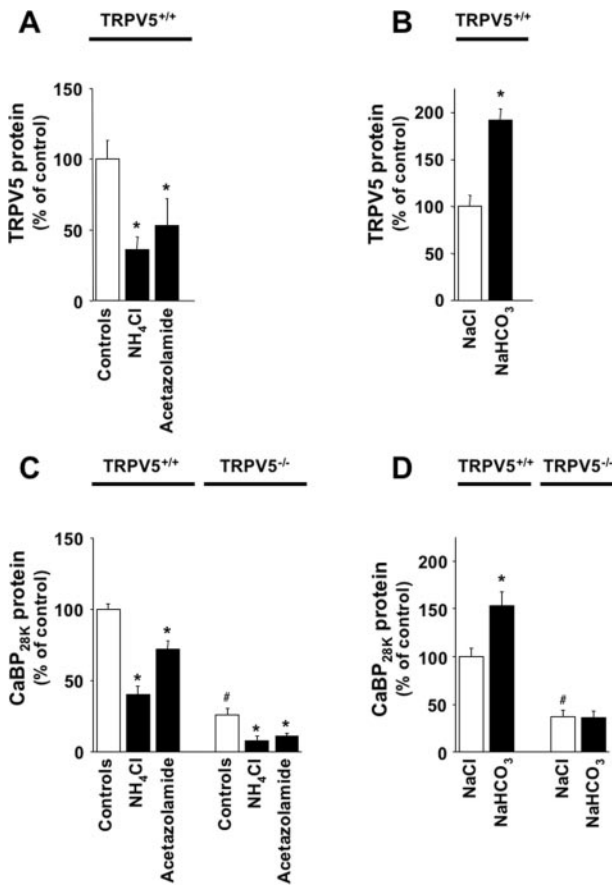 A
TRPV5+/+
TRPV5 protein
(% of control)
150
100
50
0
*
*
Controls
NH4Cl
Acetazolamide
B
TRPV5+/+
TRPV5 protein
(% of control)
200
150
100
50
0
*
NaCl
NaHCO3
C
TRPV5+/+
TRPV5-/-
CaBP28K protein
(% of control)
150
100
50
0
*
*
#
*
*
Controls
NH4Cl
Acetazolamide
Controls
NH4Cl
Acetazolamide
D
TRPV5+/+
TRPV5-/-
CaBP28K protein
(% of control)
200
150
100
50
0
*
#
NaCl
NaHCO3
NaCl
NaHCO3